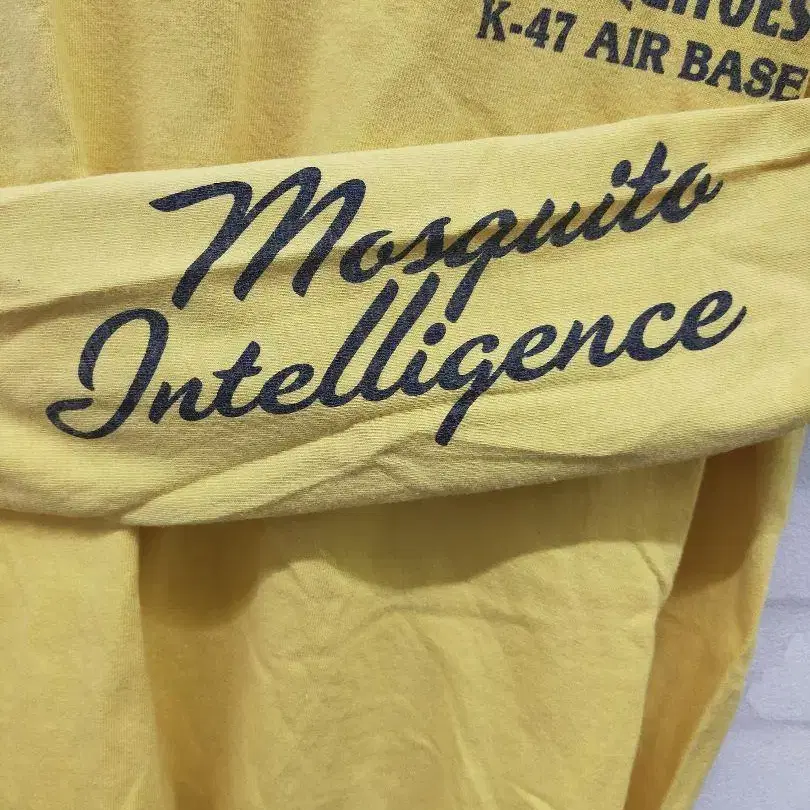 K-47 AIR BASE
Mosquito
Intelligence